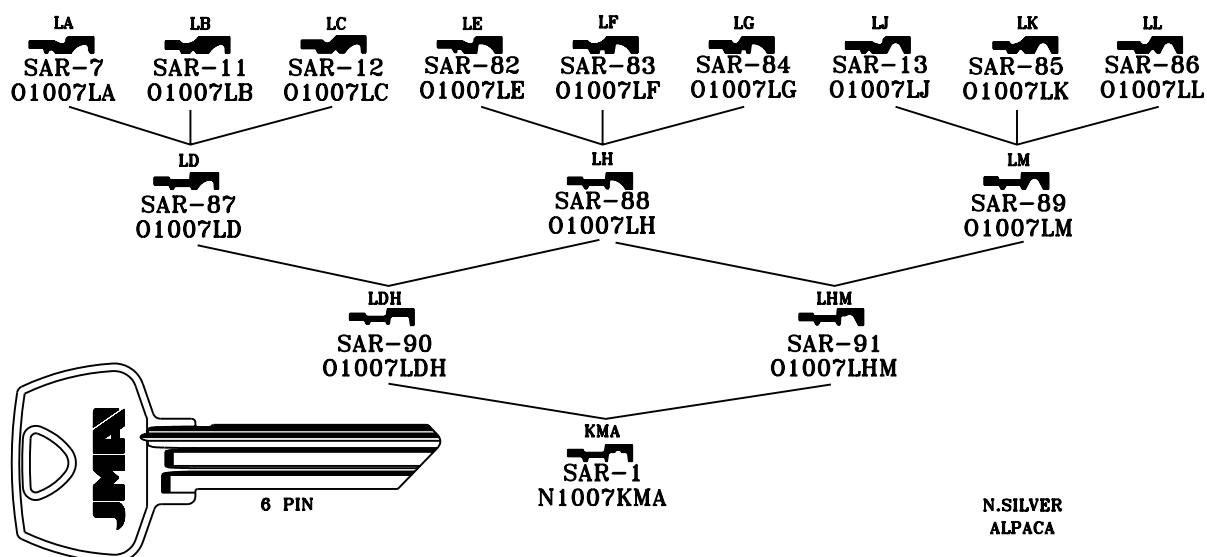 LA LB LC LE LF LG LJ LK LL
SAR-7 SAR-11 SAR-12 SAR-82 SAR-83 SAR-84 SAR-13 SAR-85 SAR-86
O1007LA O1007LB O1007LC O1007LE O1007LF O1007LG O1007LJ O1007LK O1007LL
LD LH LM
SAR-87 SAR-88 SAR-89
O1007LD O1007LH O1007LM
LDH LHM
SAR-90 SAR-91
O1007LDH O1007LHM
KMA
SAR-1
N1007KMA
JMA
6 PIN
N.SILVER
ALPACA